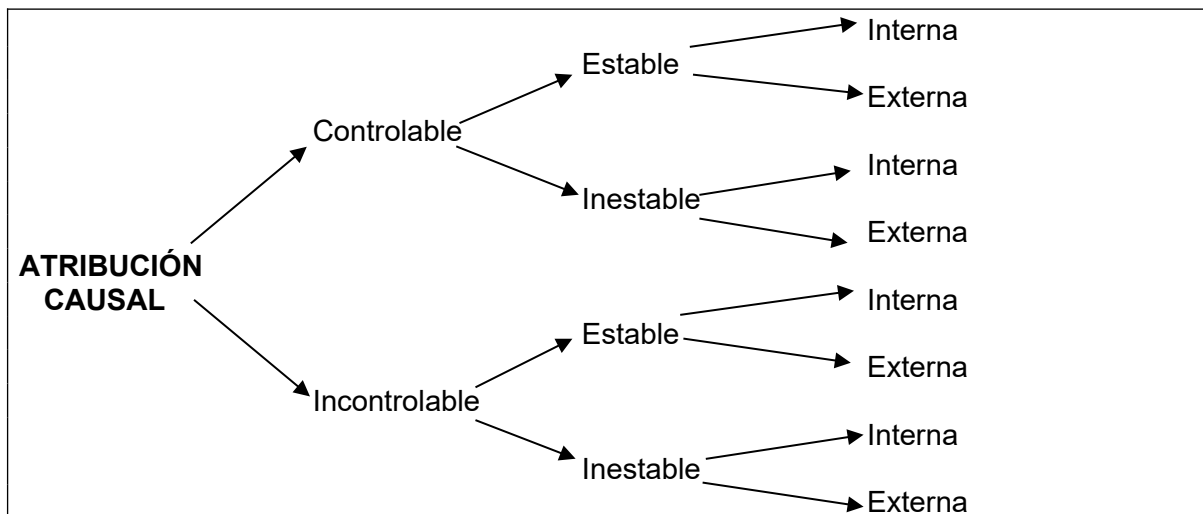 Interna
Estable
Externa
Controlable
Interna
Inestable
Externa
ATRIBUCIÓN
CAUSAL
Interna
Estable
Externa
Incontrolable
Interna
Inestable
Externa